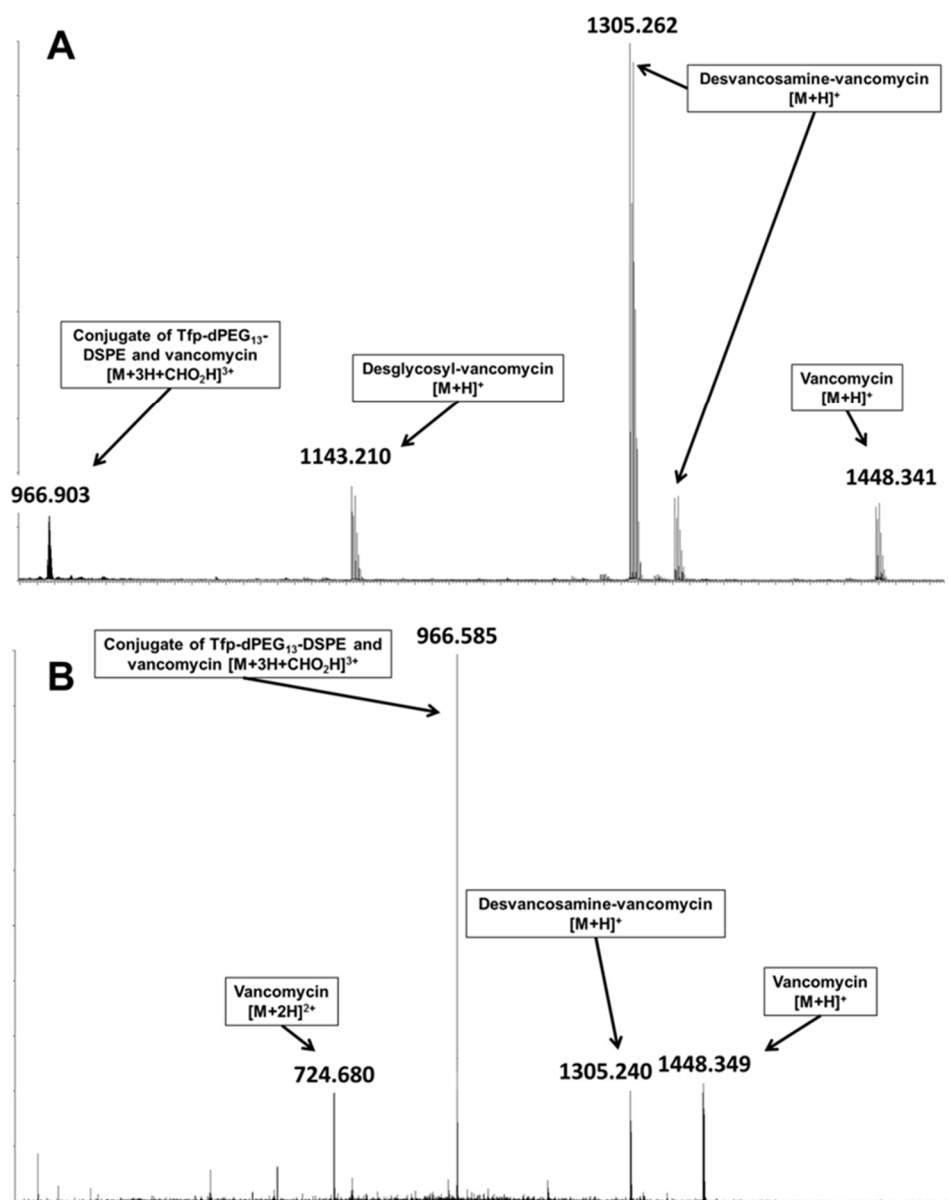 A
1305.262
Desvancosamine-vancomycin
[M+H]⁺
Conjugate of Tfp-dPEG₁₃-
DSPE and vancomycin
[M+3H+CHO₂H]³⁺
Desglycosyl-vancomycin
[M+H]⁺
Vancomycin
[M+H]⁺
1143.210
1448.341
966.903
B
Conjugate of Tfp-dPEG₁₃-DSPE and
vancomycin [M+3H+CHO₂H]³⁺
966.585
Desvancosamine-vancomycin
[M+H]⁺
Vancomycin
[M+2H]²⁺
Vancomycin
[M+H]⁺
724.680
1305.240
1448.349